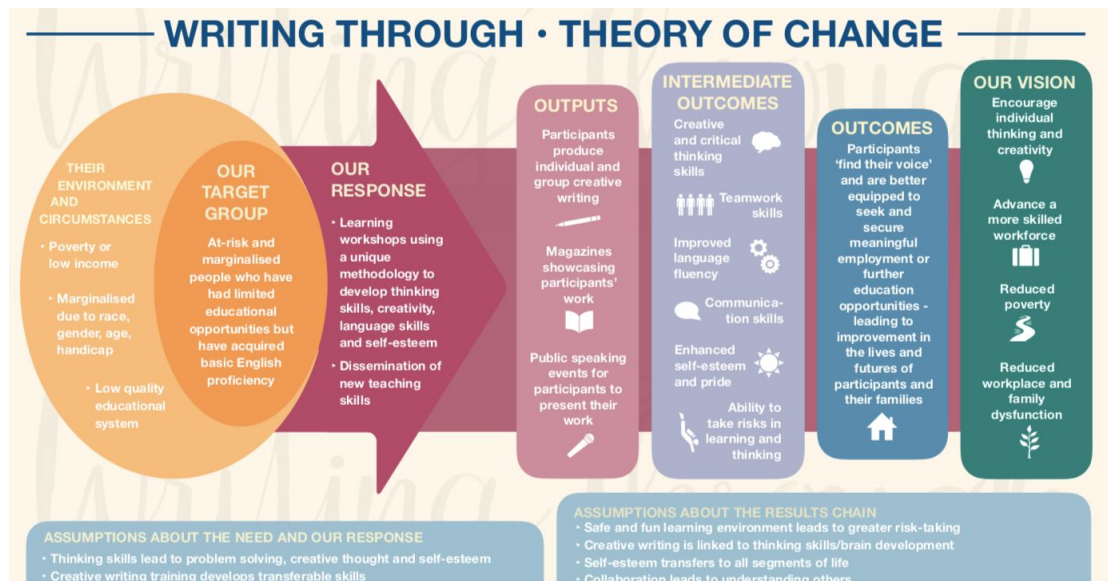 WRITING THROUGH · THEORY OF CHANGE
THEIR
ENVIRONMENT
AND
CIRCUMSTANCES
‣ Poverty or
low income
‣ Marginalised
due to race,
gender, age,
handicap
‣ Low quality
educational
system
OUR
TARGET
GROUP
At-risk and
marginalised
people who have
had limited
educational
opportunities but
have acquired
basic English
proficiency
OUR
RESPONSE
‣ Learning
workshops using
a unique
methodology to
develop thinking
skills, creativity,
language skills
and self-esteem
‣ Dissemination of
new teaching
skills
OUTPUTS
Participants
produce
individual and
group creative
writing
Magazines
showcasing
participants'
work
Public speaking
events for
participants to
present their
work
INTERMEDIATE
OUTCOMES
Creative
and critical
thinking
skills
Teamwork
skills
Improved
language
fluency
Communica-
tion skills
Enhanced
self-esteem
and pride
Ability to
take risks in
learning and
thinking
OUTCOMES
Participants
'find their voice'
and are better
equipped to
seek and
secure
meaningful
employment or
further
education
opportunities -
leading to
improvement in
the lives and
futures of
participants and
their families
OUR VISION
Encourage
individual
thinking and
creativity
Advance a
more skilled
workforce
Reduced
poverty
Reduced
workplace and
family
dysfunction
ASSUMPTIONS ABOUT THE NEED AND OUR RESPONSE
‣ Thinking skills lead to problem solving, creative thought and self-esteem
‣ Creative writing training develops transferable skills
ASSUMPTIONS ABOUT THE RESULTS CHAIN
‣ Safe and fun learning environment leads to greater risk-taking
‣ Creative writing is linked to thinking skills/brain development
‣ Self-esteem transfers to all segments of life
‣ Collaboration leads to understanding others